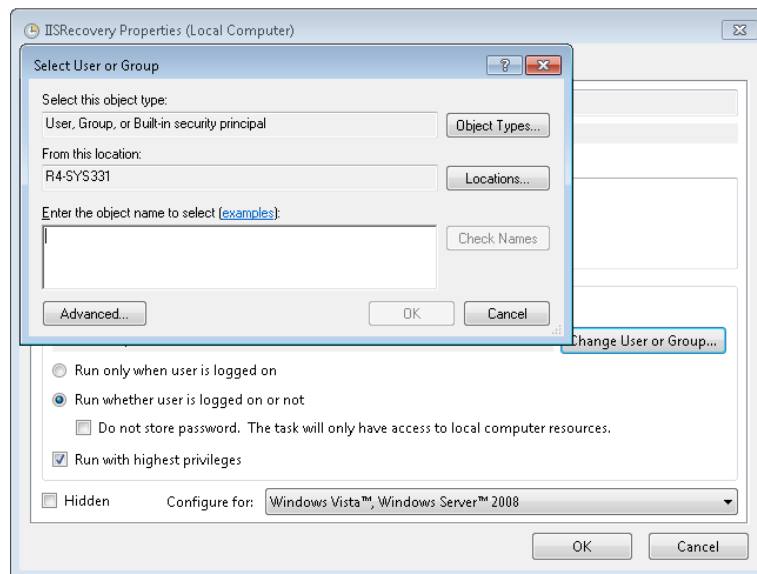 IISRecovery Properties (Local Computer)
Select User or Group
Select this object type:
User, Group, or Built-in security principal
Object Types...
From this location:
R4-SYS331
Locations...
Enter the object name to select (examples):
Check Names
Advanced...
OK
Cancel
Change User or Group...
Run only when user is logged on
Run whether user is logged on or not
Do not store password. The task will only have access to local computer resources.
Run with highest privileges
Hidden
Configure for:
Windows Vista™, Windows Server™ 2008
OK
Cancel